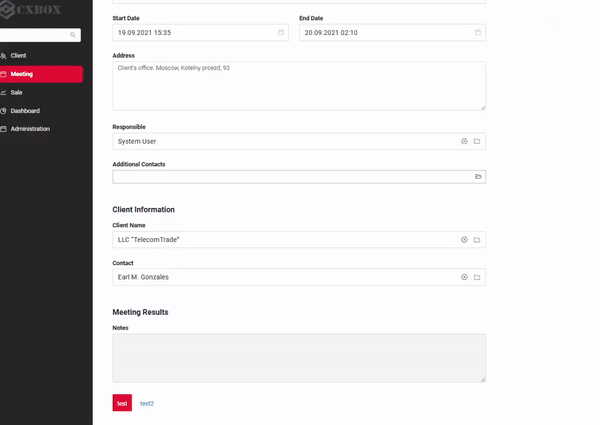 CXBOX
Client
Meeting
Sale
Dashboard
Administration
Start Date
End Date
19.09.2021 15:35
20.09.2021 02:10
Address
Client's office. Moscow, Kotelny proezd, 93
Responsible
System User
Additional Contacts
Client Information
Client Name
LLC "TelecomTrade"
Contact
Earl M. Gonzales
Meeting Results
Notes
test
test2